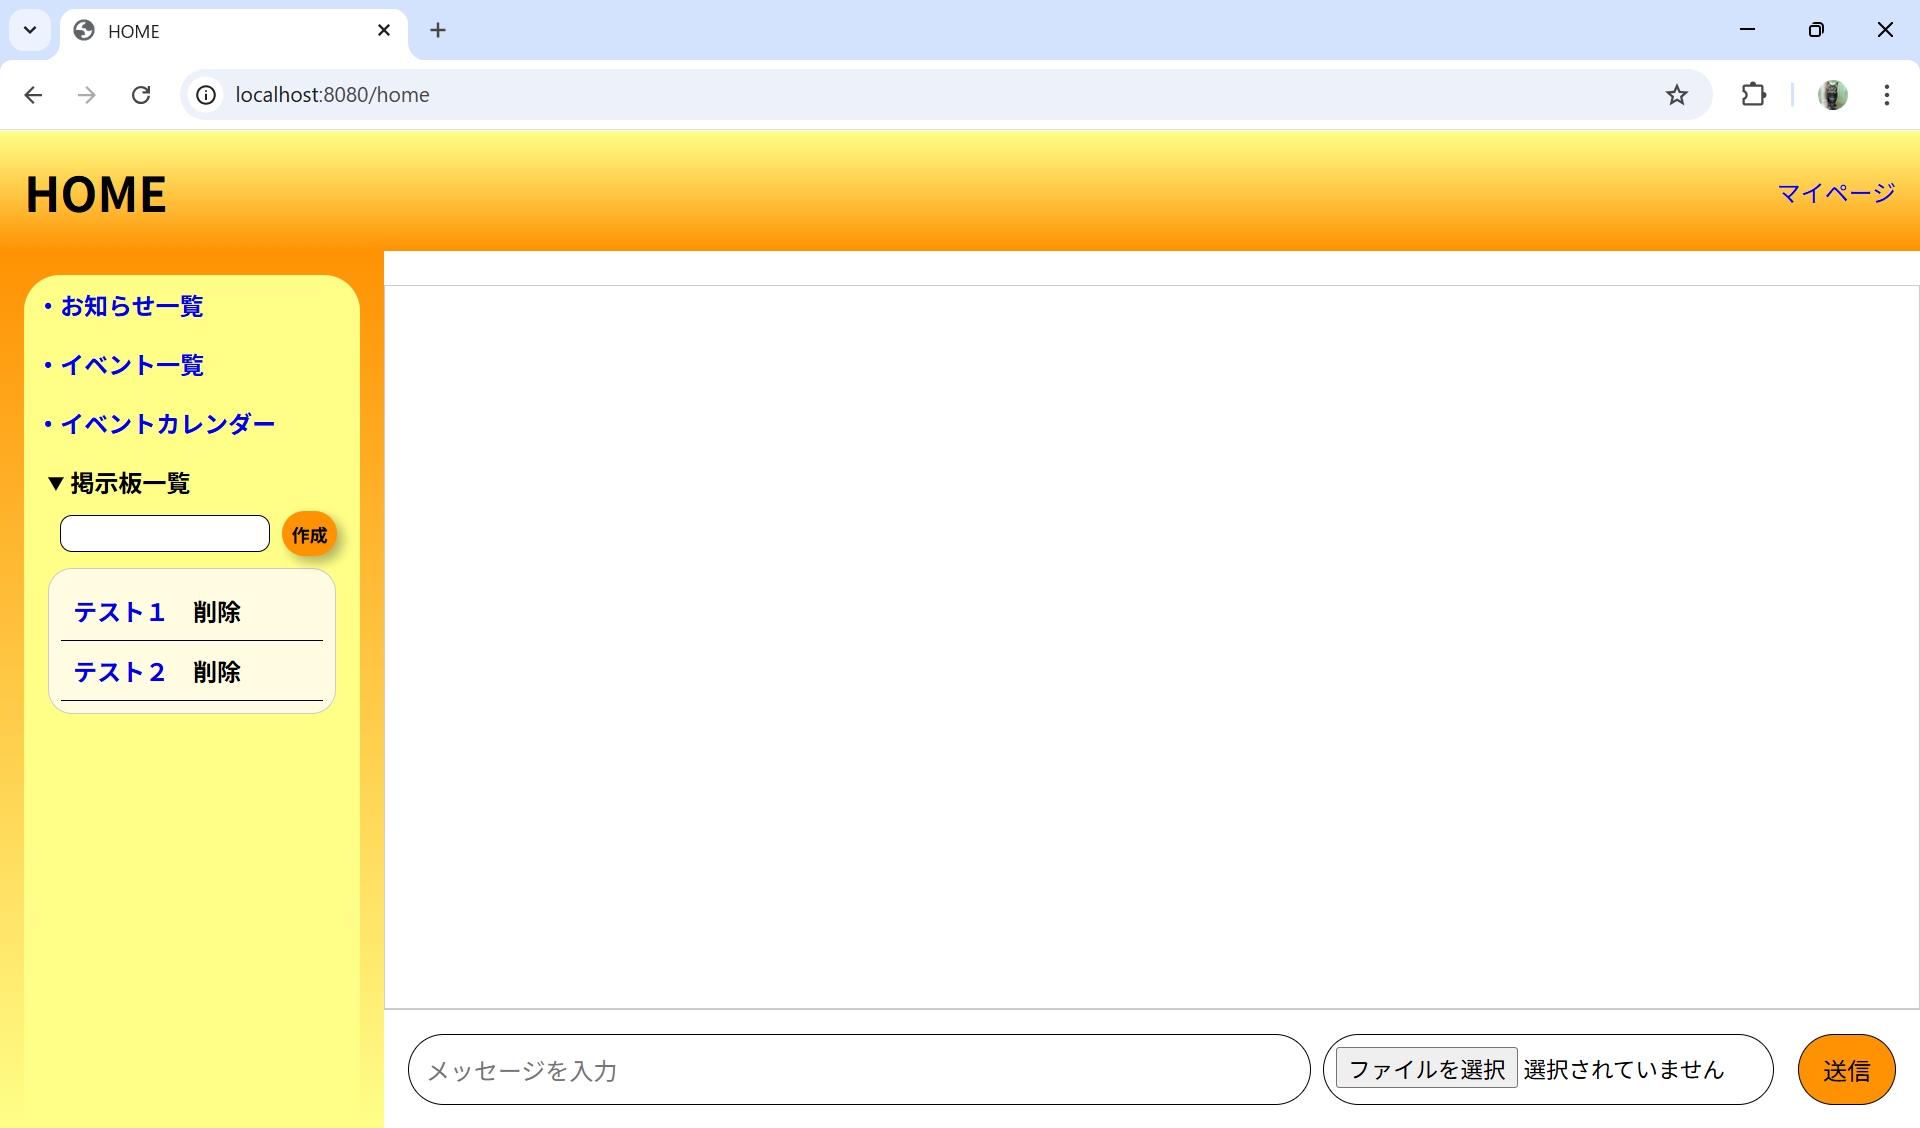 HOME
localhost:8080/home
HOME
マイページ
・お知らせ一覧
・イベント一覧
・イベントカレンダー
▼掲示板一覧
作成
テスト１　削除
テスト２　削除
メッセージを入力
ファイルを選択 選択されていません
送信